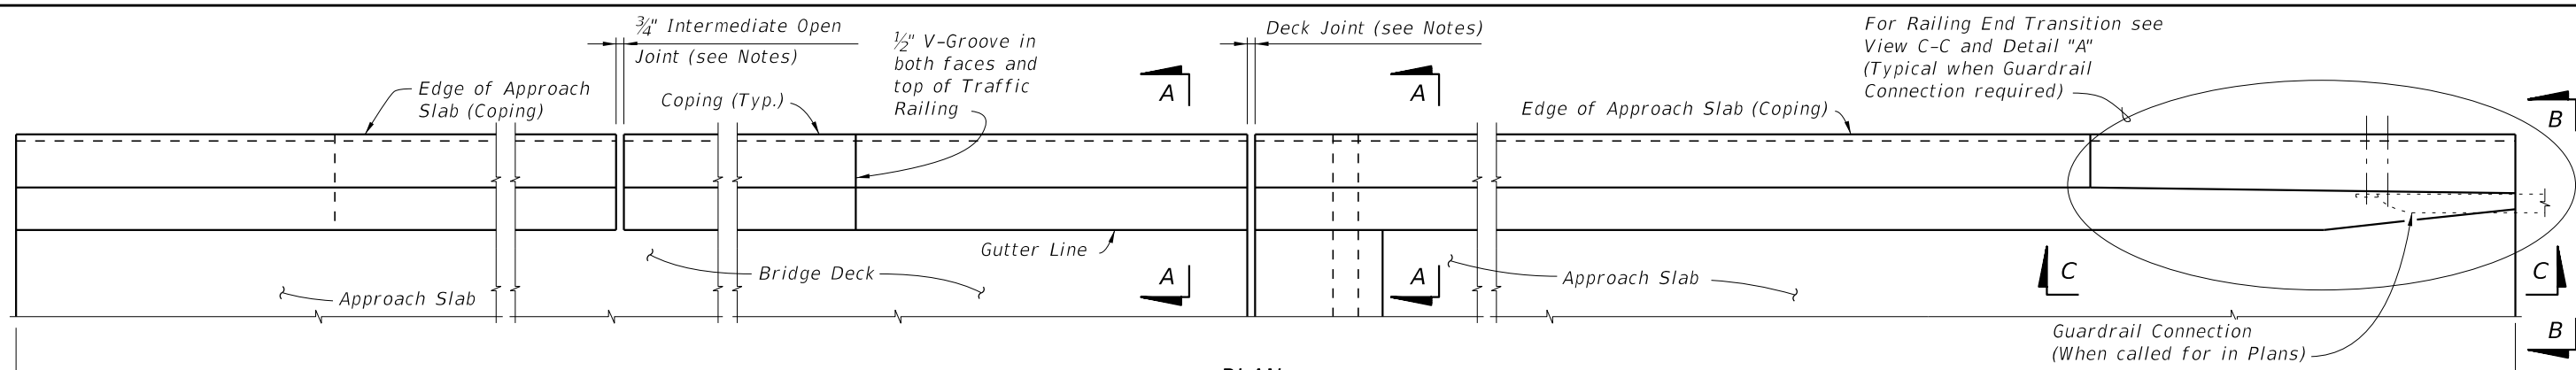 ¾" Intermediate Open
Joint (see Notes)
½" V-Groove in
both faces and
top of Traffic
Railing
Deck Joint (see Notes)
For Railing End Transition see
View C-C and Detail "A"
(Typical when Guardrail
Connection required)
Edge of Approach
Slab (Coping)
Coping (Typ.)
A
A
Edge of Approach Slab (Coping)
B
Gutter Line
Bridge Deck
Approach Slab
A
A
Approach Slab
C
C
Guardrail Connection
(When called for in Plans)
B
PLAN